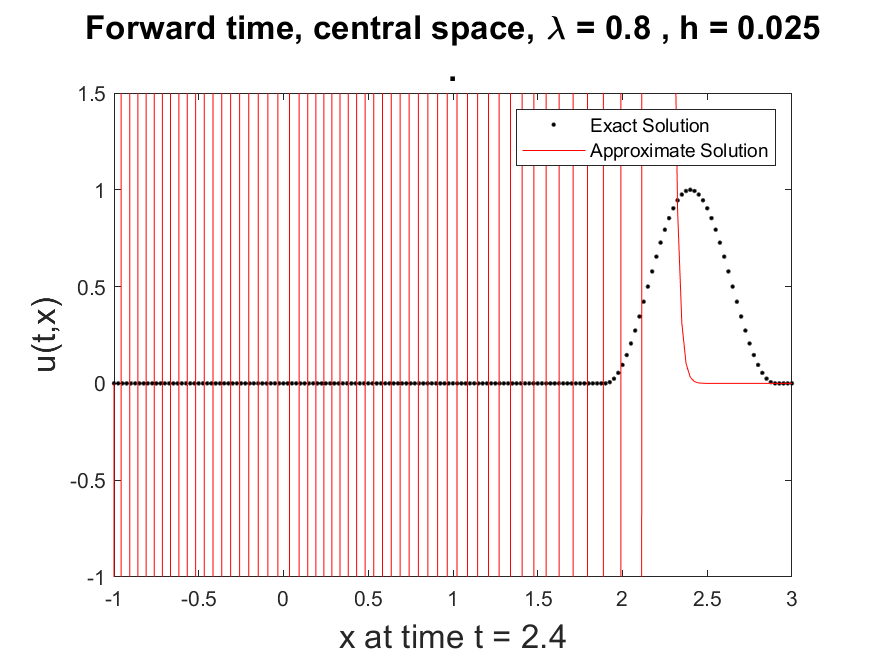 Forward time, central space, λ = 0.8 , h = 0.025
.
1.5
1
0.5
0
-0.5
-1
u(t,x)
Exact Solution
Approximate Solution
-1 -0.5 0 0.5 1 1.5 2 2.5 3
x at time t = 2.4